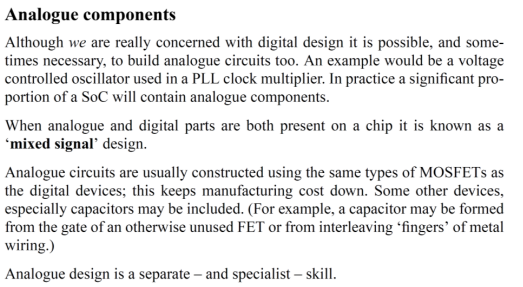 Analogue components
Although we are really concerned with digital design it is possible, and some-
times necessary, to build analogue circuits too. An example would be a voltage
controlled oscillator used in a PLL clock multiplier. In practice a significant pro-
portion of a SoC will contain analogue components.
When analogue and digital parts are both present on a chip it is known as a
‘mixed signal’ design.
Analogue circuits are usually constructed using the same types of MOSFETs as
the digital devices; this keeps manufacturing cost down. Some other devices,
especially capacitors may be included. (For example, a capacitor may be formed
from the gate of an otherwise unused FET or from interleaving ‘fingers’ of metal
wiring.)
Analogue design is a separate – and specialist – skill.